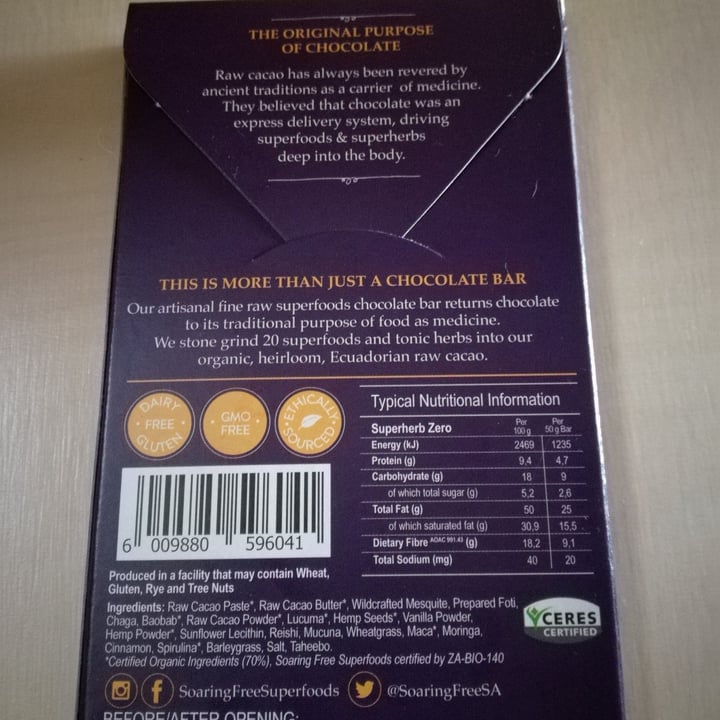 THE ORIGINAL PURPOSE
OF CHOCOLATE
Raw cacao has always been revered by
ancient traditions as a carrier of medicine.
They believed that chocolate was an
express delivery system, driving
superfoods & superherbs
deep into the body.
THIS IS MORE THAN JUST A CHOCOLATE BAR
Our artisanal fine raw superfoods chocolate bar returns chocolate
to its traditional purpose of food as medicine.
We stone grind 20 superfoods and tonic herbs into our
organic, heirloom, Ecuadorian raw cacao.
DAIRY
FREE
GLUTEN
GMO
FREE
ETHICALLY
SOURCED
Typical Nutritional Information
Superherb Zero Per 100 g Per 50 g Bar
Energy (kJ) 2469 1235
Protein (g) 9,4 4,7
Carbohydrate (g) 18 9
of which total sugar (g) 5,2 2,6
Total Fat (g) 50 25
of which saturated fat (g) 30,9 15,5
Dietary Fibre AOAC 991.43 (g) 18,2 9,1
Total Sodium (mg) 40 20
6 009880 596041
Produced in a facility that may contain Wheat,
Gluten, Rye and Tree Nuts
Ingredients: Raw Cacao Paste*, Raw Cacao Butter*, Wildcrafted Mesquite, Prepared Foti,
Chaga, Baobab*, Raw Cacao Powder*, Lucuma*, Hemp Seeds*, Vanilla Powder,
Hemp Powder*, Sunflower Lecithin, Reishi, Mucuna, Wheatgrass, Maca*, Moringa,
Cinnamon, Spirulina*, Barleygrass, Salt, Taheebo.
*Certified Organic Ingredients (70%), Soaring Free Superfoods certified by ZA-BIO-140
CERES
CERTIFIED
SoaringFreeSuperfoods @SoaringFreeSA
BEFORE/AFTER OPENING: